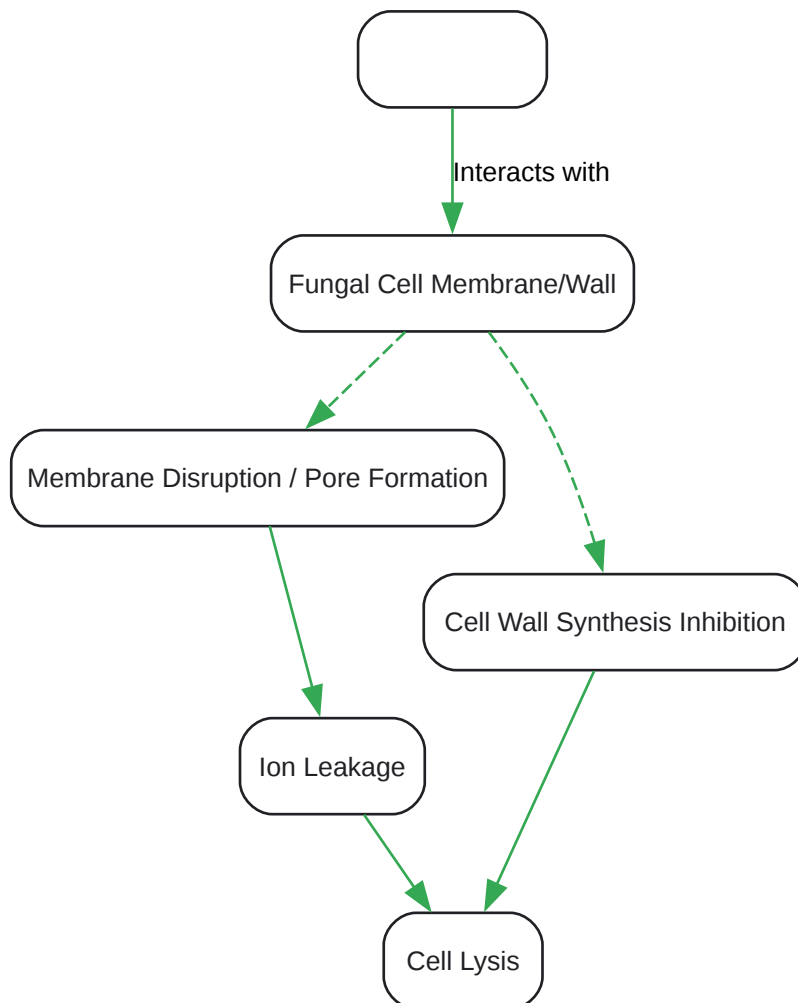 Interacts with
Fungal Cell Membrane/Wall
Membrane Disruption / Pore Formation
Cell Wall Synthesis Inhibition
Ion Leakage
Cell Lysis